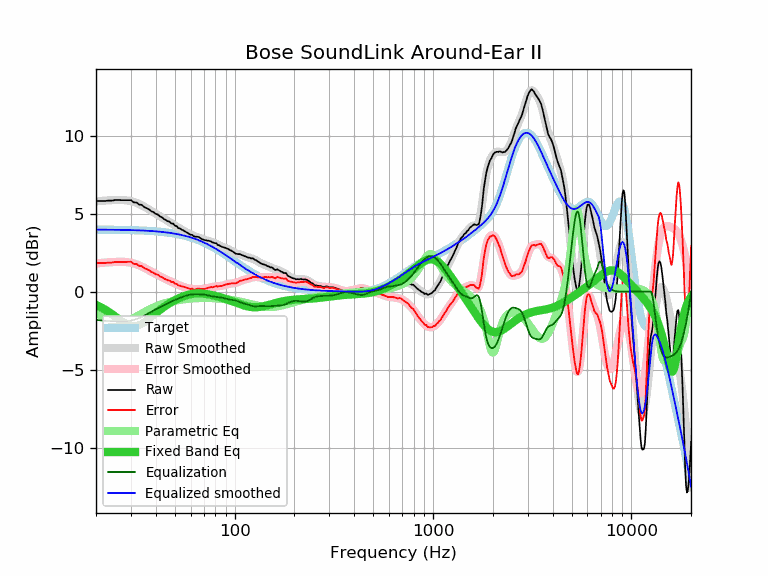 Bose SoundLink Around-Ear II
Amplitude (dBr)
10
5
0
−5
−10
Target
Raw Smoothed
Error Smoothed
Raw
Error
Parametric Eq
Fixed Band Eq
Equalization
Equalized smoothed
100
1000
10000
Frequency (Hz)